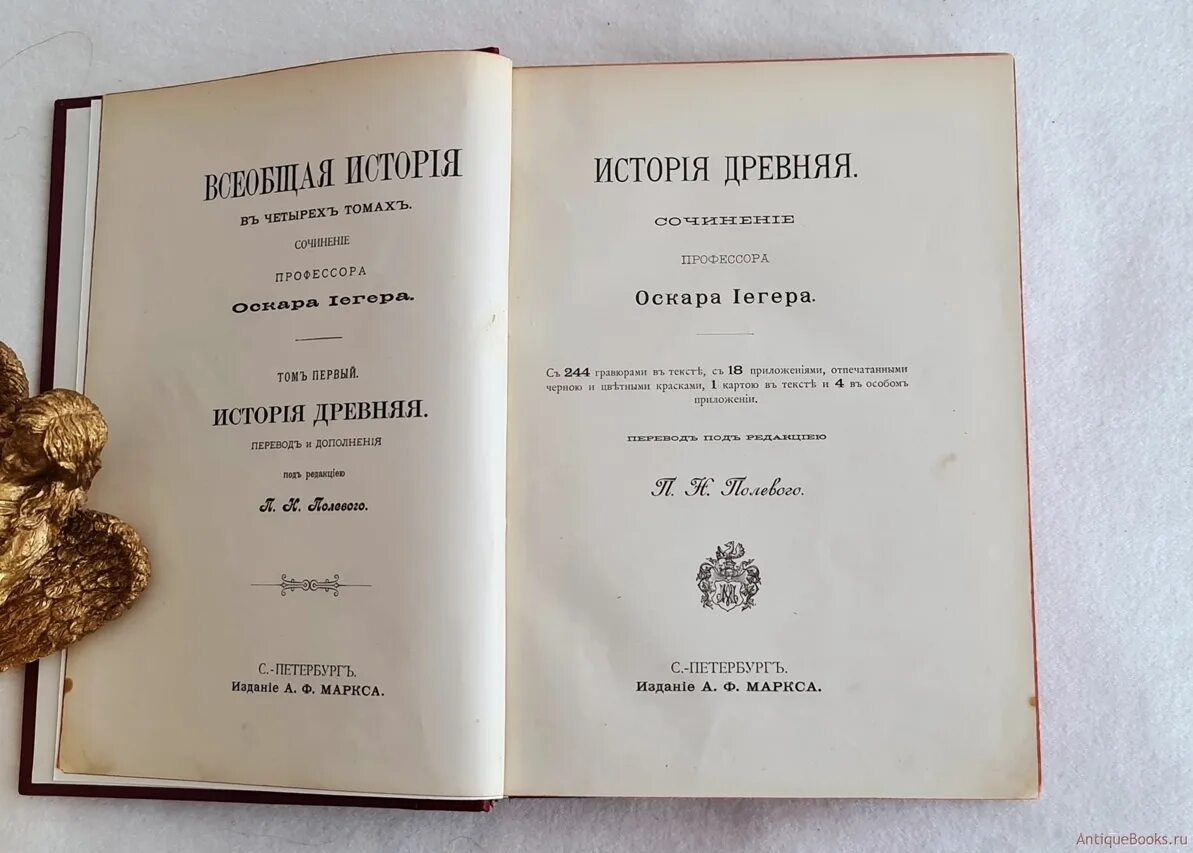 ВСЕОБЩАЯ ИСТОРІЯ
ВЪ ЧЕТЫРЕХЪ ТОМАХЪ.
СОЧИНЕНІЕ
ПРОФЕССОРА
Оскара Іегера.
ТОМЪ ПЕРВЫЙ.
ИСТОРІЯ ДРЕВНЯЯ.
ПЕРЕВОДЪ и ДОПОЛНЕНІЯ
подъ редакціею
П. Н. Полевого.
С.-ПЕТЕРБУРГЪ.
Изданіе А. Ф. МАРКСА.
ИСТОРІЯ ДРЕВНЯЯ.
СОЧИНЕНІЕ
ПРОФЕССОРА
Оскара Іегера.
Съ 244 гравюрами въ текстѣ, съ 18 приложеніями, отпечатанными
черною и цвѣтными красками, 1 картою въ текстѣ и 4 въ особомъ
приложеніи.
ПЕРЕВОДЪ ПОДЪ РЕДАКЦІЕЮ
П. Н. Полевого.
С.-ПЕТЕРБУРГЪ.
Изданіе А. Ф. МАРКСА.
AntiqueBooks.ru